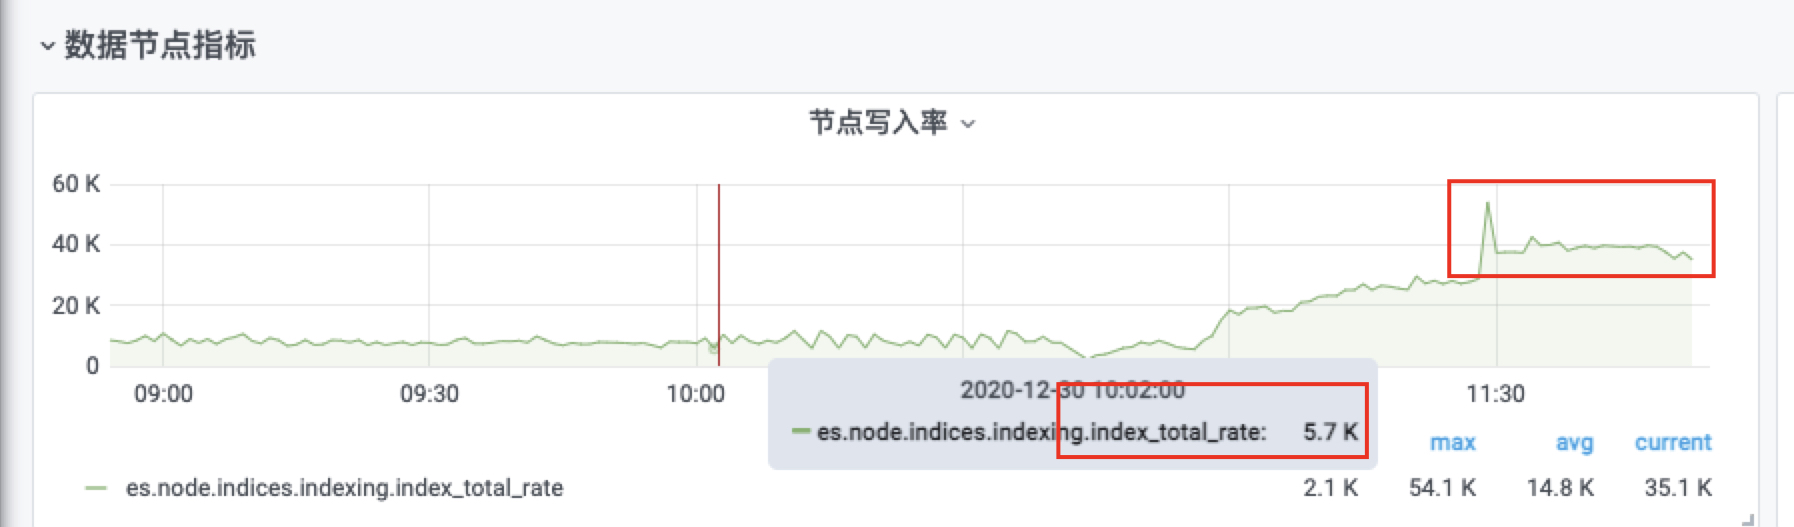 数据节点指标
节点写入率
60 K
40 K
20 K
0
09:00 09:30 10:00 11:30
2020-12-30 10:02:00
es.node.indices.indexing.index_total_rate: 5.7 K
max avg current
es.node.indices.indexing.index_total_rate 2.1 K 54.1 K 14.8 K 35.1 K